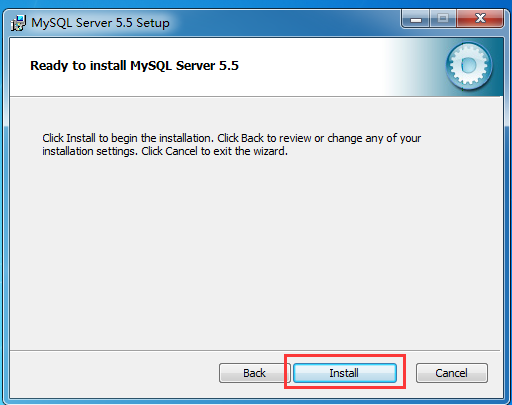 MySQL Server 5.5 Setup
Ready to install MySQL Server 5.5
Click Install to begin the installation. Click Back to review or change any of your
installation settings. Click Cancel to exit the wizard.
Back Install Cancel